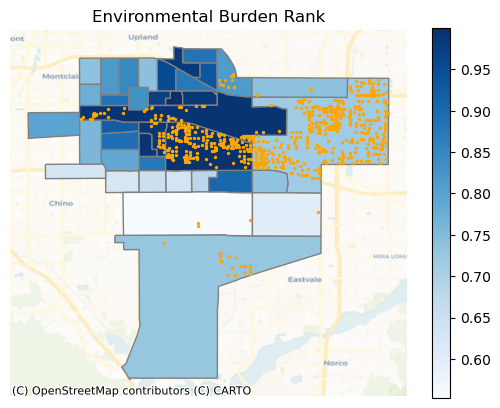 Environmental Burden Rank
ont
Upland
Montclair
Chino
MIRA LOMA
Eastvale
Norco
(C) OpenStreetMap contributors (C) CARTO
0.95
0.90
0.85
0.80
0.75
0.70
0.65
0.60